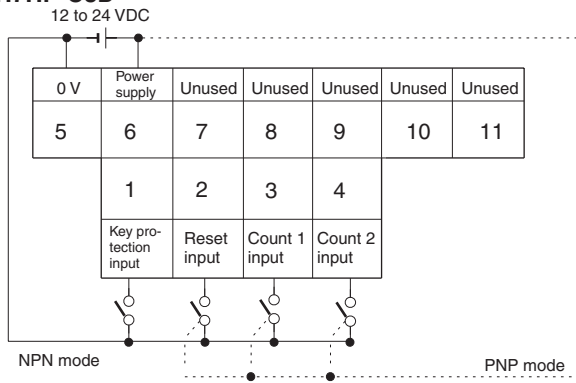 12 to 24 VDC
0 V
Power supply
Unused
Unused
Unused
Unused
Unused
5
6
7
8
9
10
11
1
2
3
4
Key pro-
tection
input
Reset
input
Count 1
input
Count 2
input
NPN mode
PNP mode